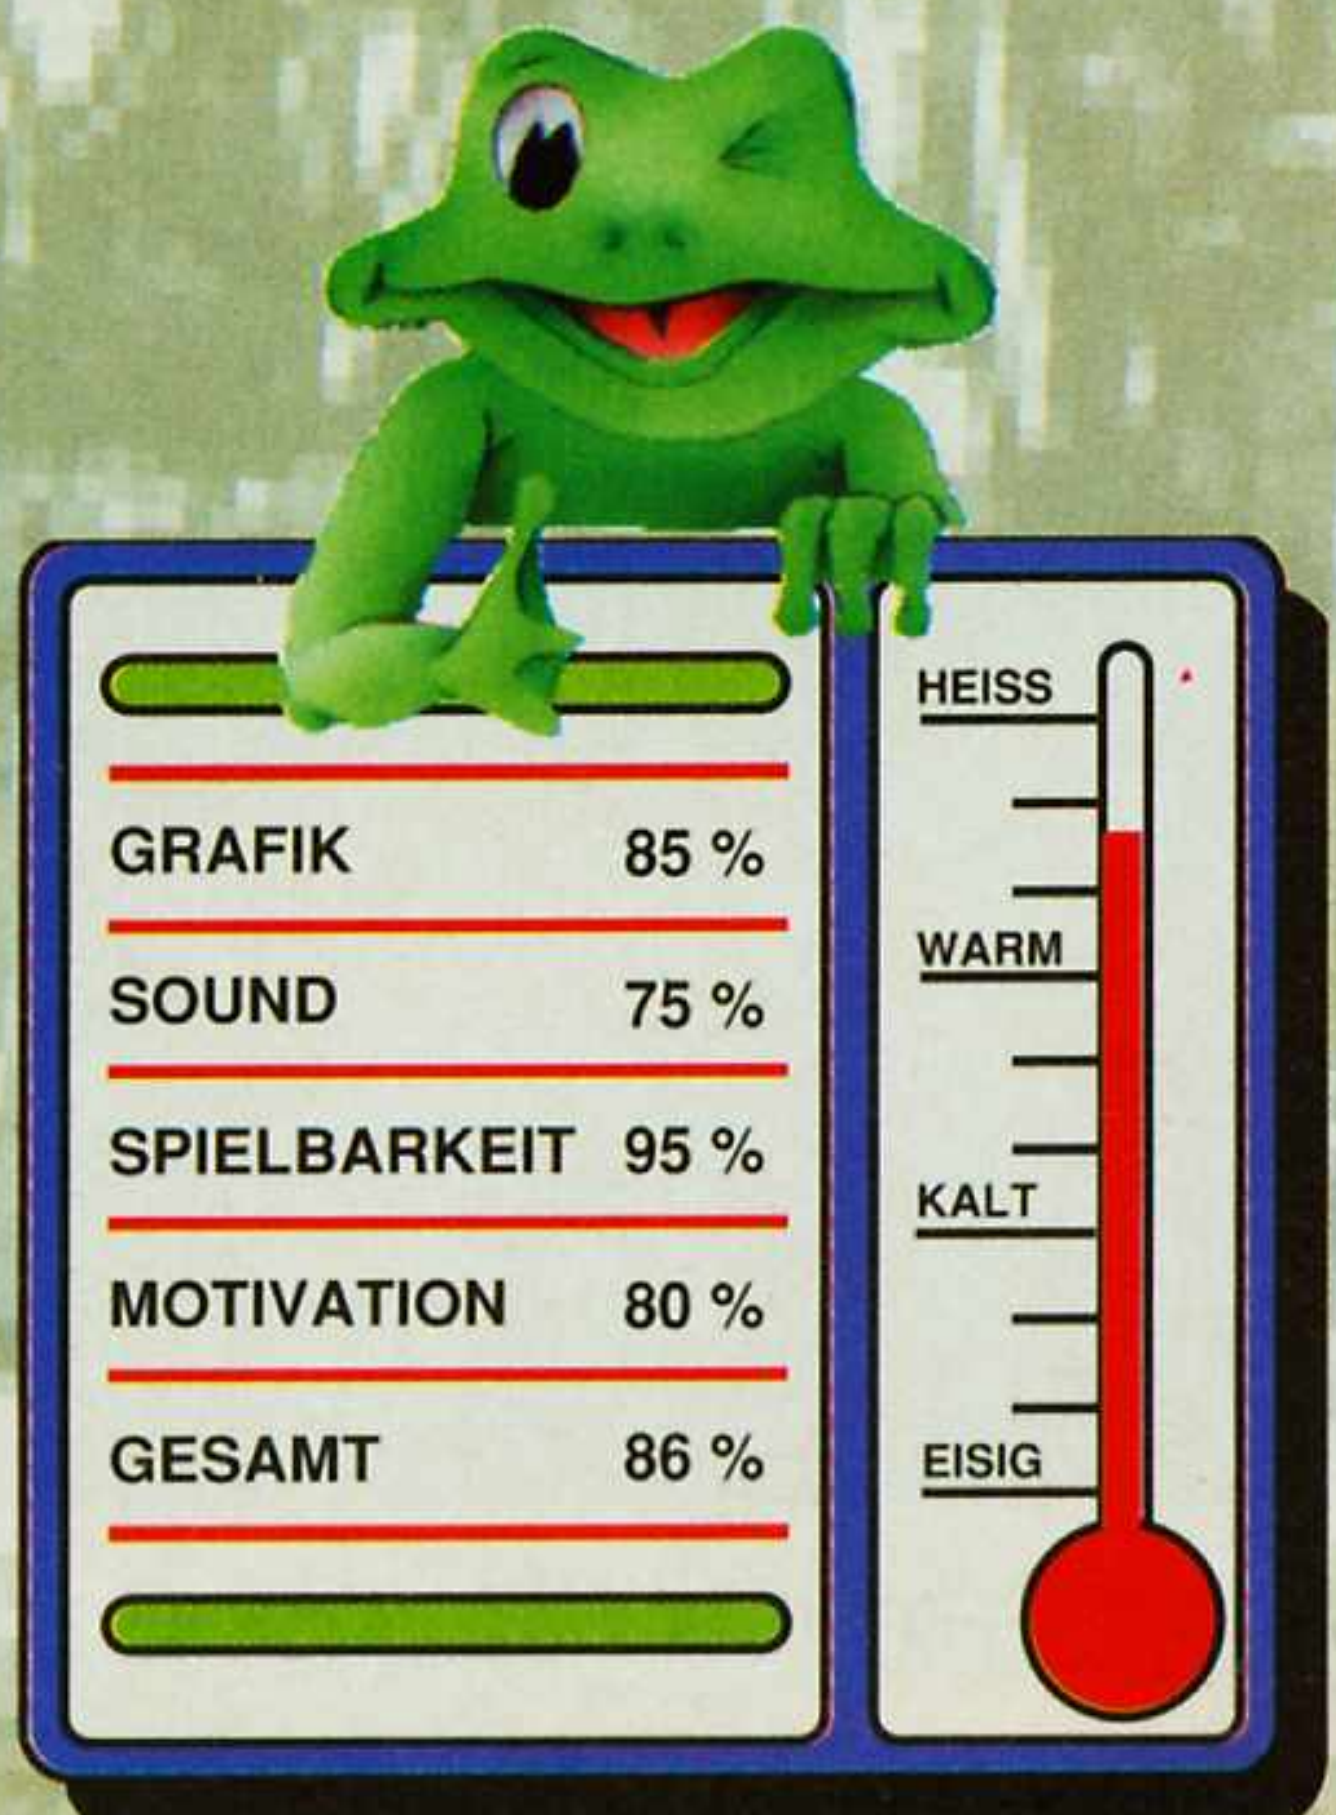 GRAFIK 85 %
SOUND 75 %
SPIELBARKEIT 95 %
MOTIVATION 80 %
GESAMT 86 %
HEISS
WARM
KALT
EISIG